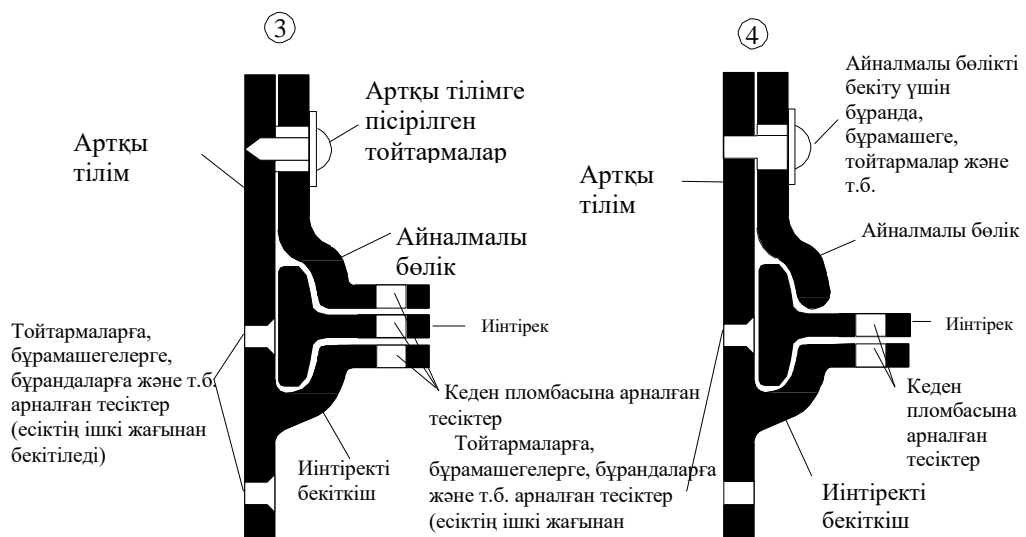 3
Артқы
тілім
Артқы тілімге
пісірілген
тойтармалар
Айналмалы
бөлік
Иінтірек
Тойтармаларға,
бұрамашегелерге,
бұрандаларға және т.б.
арналған тесіктер
(есіктің ішкі жағынан
бекітіледі)
Кеден пломбасына арналған
тесіктер
Иінтіректі
бекіткіш
4
Айналмалы бөлікті
бекіту үшін
бұранда,
бұрамашеге,
тойтармалар және
т.б.
Артқы
тілім
Айналмалы бөлік
Иінтірек
Кеден
пломбасына
арналған
тесіктер
Тойтармаларға,
бұрамашегелерге, бұрандаларға
және т.б. арналған тесіктер
(есіктің ішкі жағынан
Иінтіректі
бекіткіш